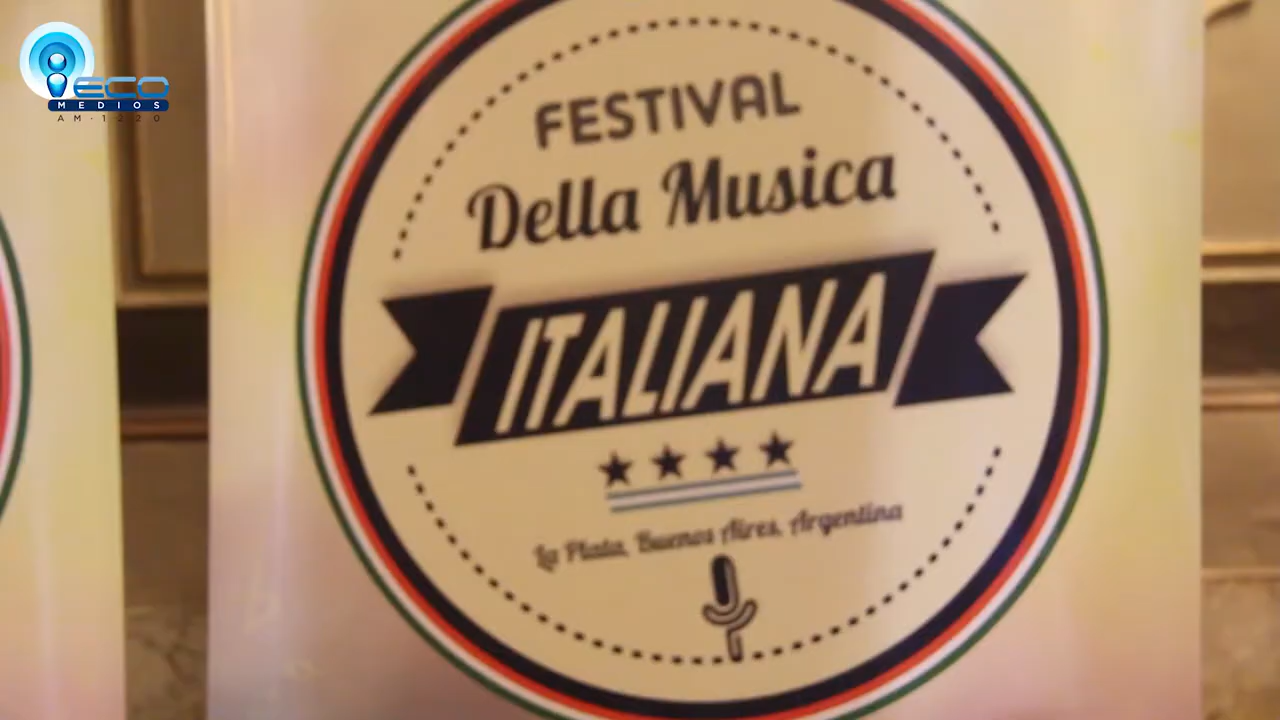 eco
MEDIOS
AM·1220
FESTIVAL
Della Musica
ITALIANA
La Plata, Buenos Aires, Argentina